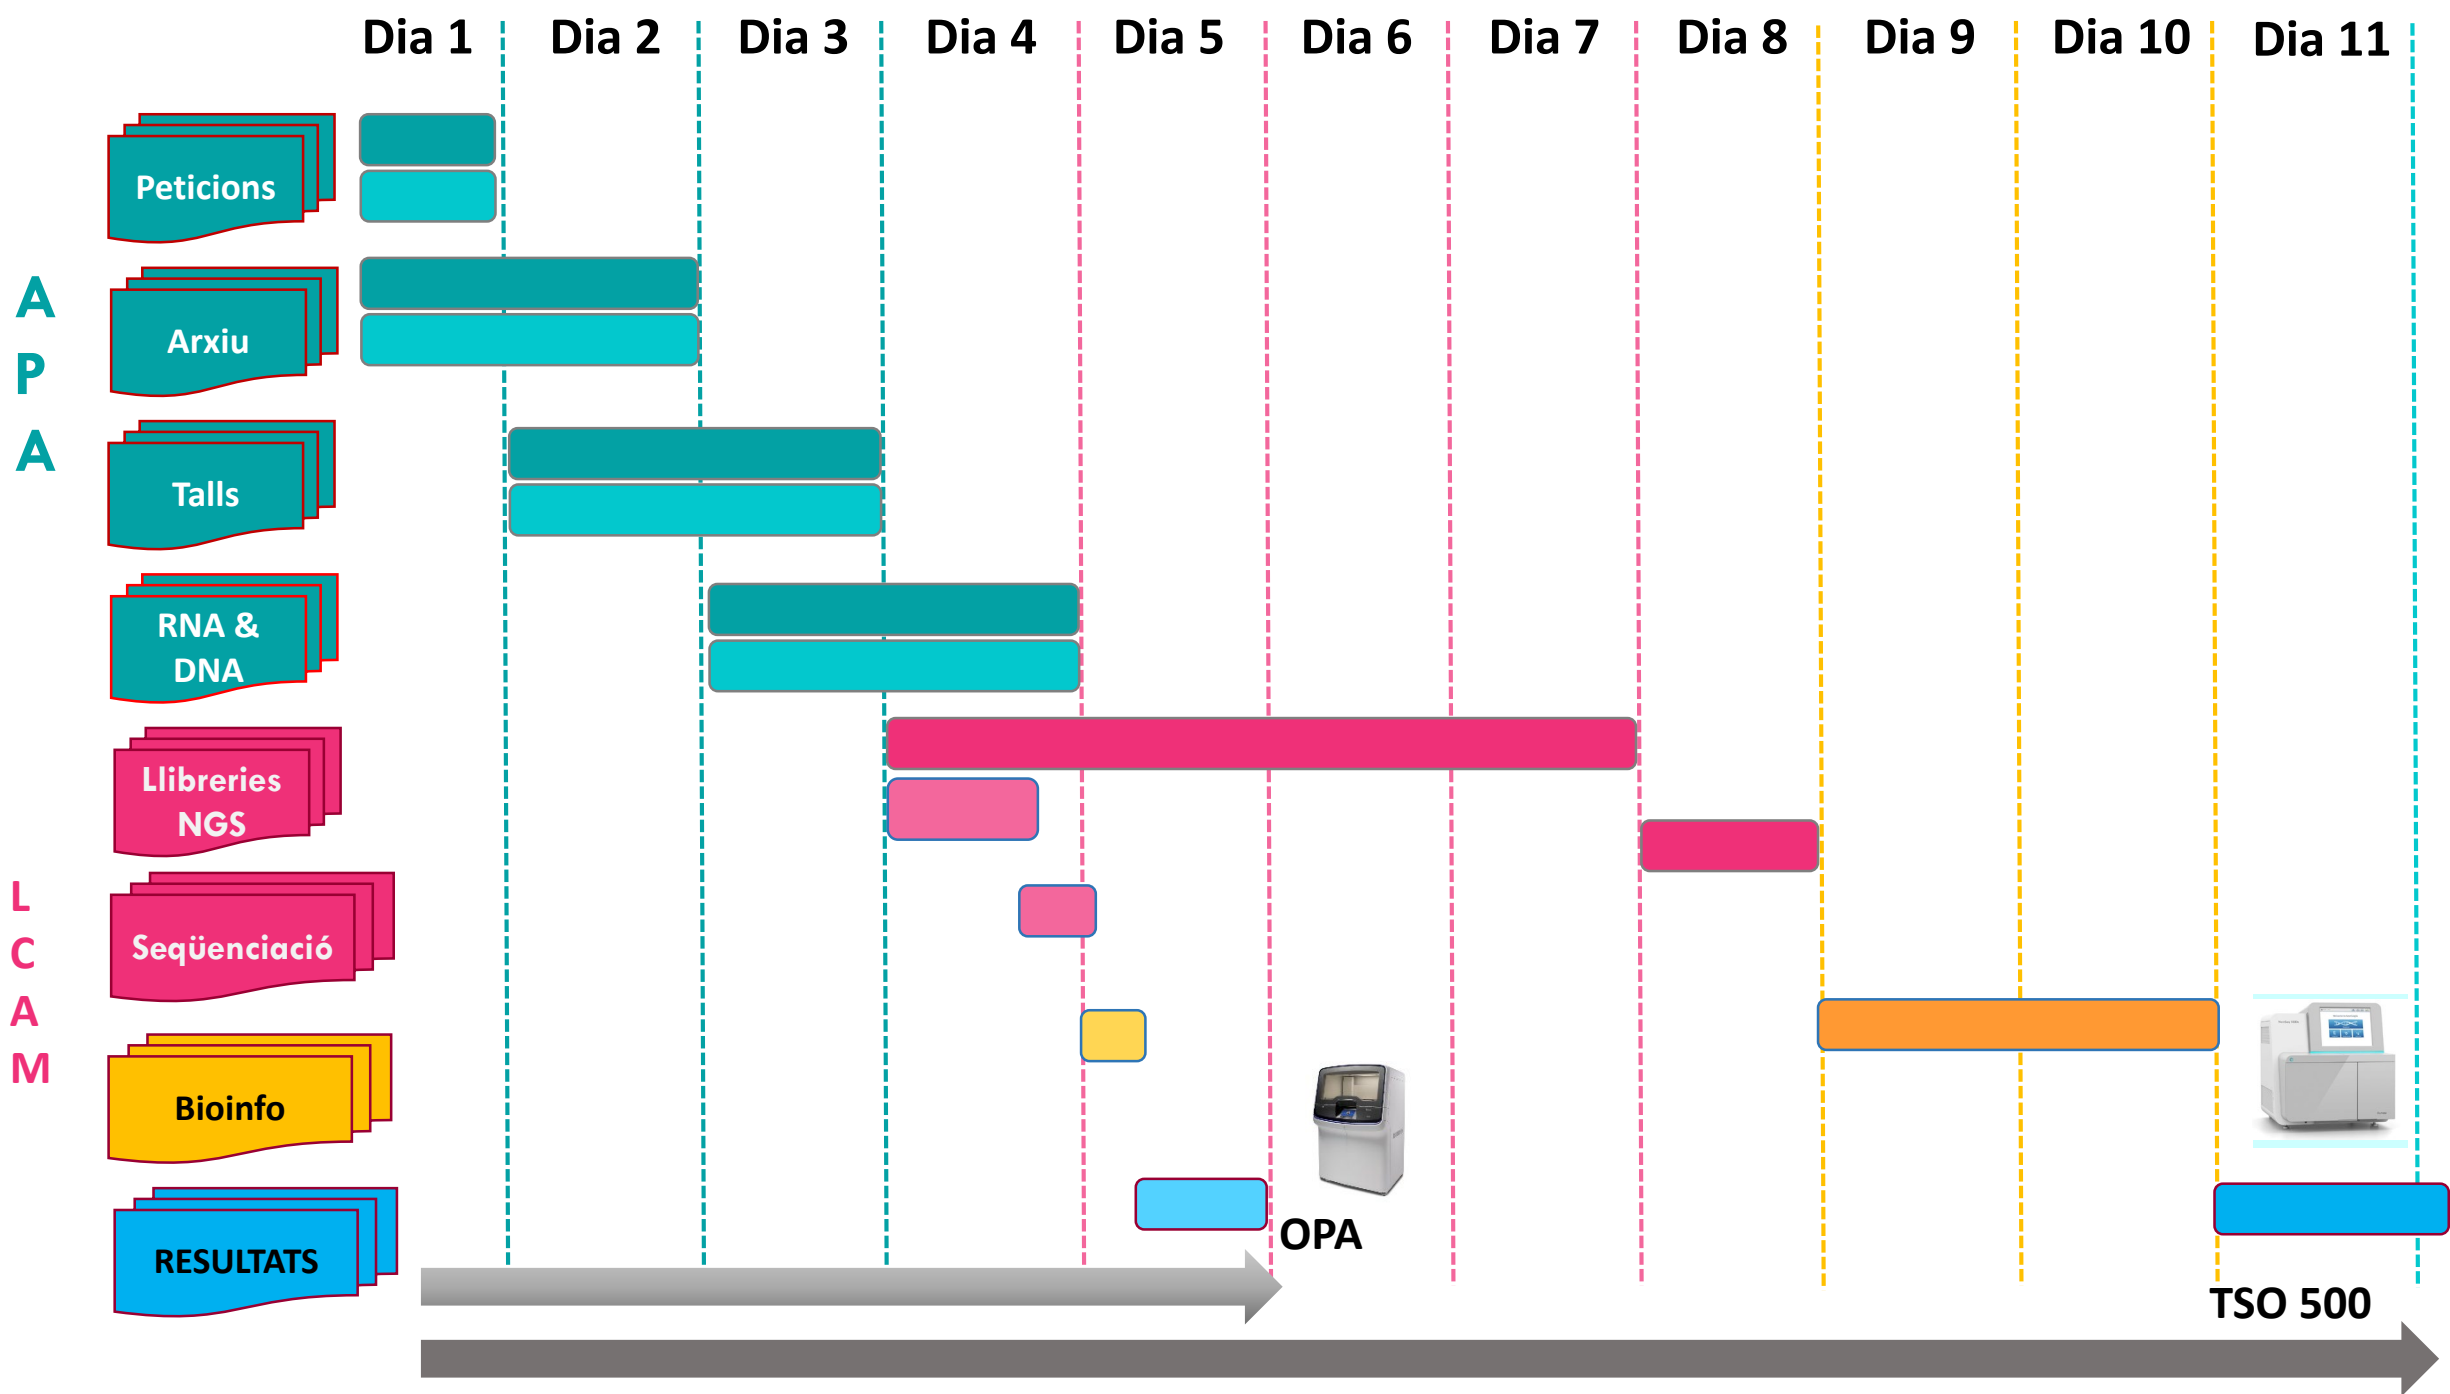 Dia 1 Dia 2 Dia 3 Dia 4 Dia 5 Dia 6 Dia 7 Dia 8 Dia 9 Dia 10 Dia 11
A
P
A
Peticions
Arxiu
Talls
RNA &
DNA
L
C
A
M
Llibreries
NGS
Seqüenciació
Bioinfo
RESULTATS
OPA
TSO 500